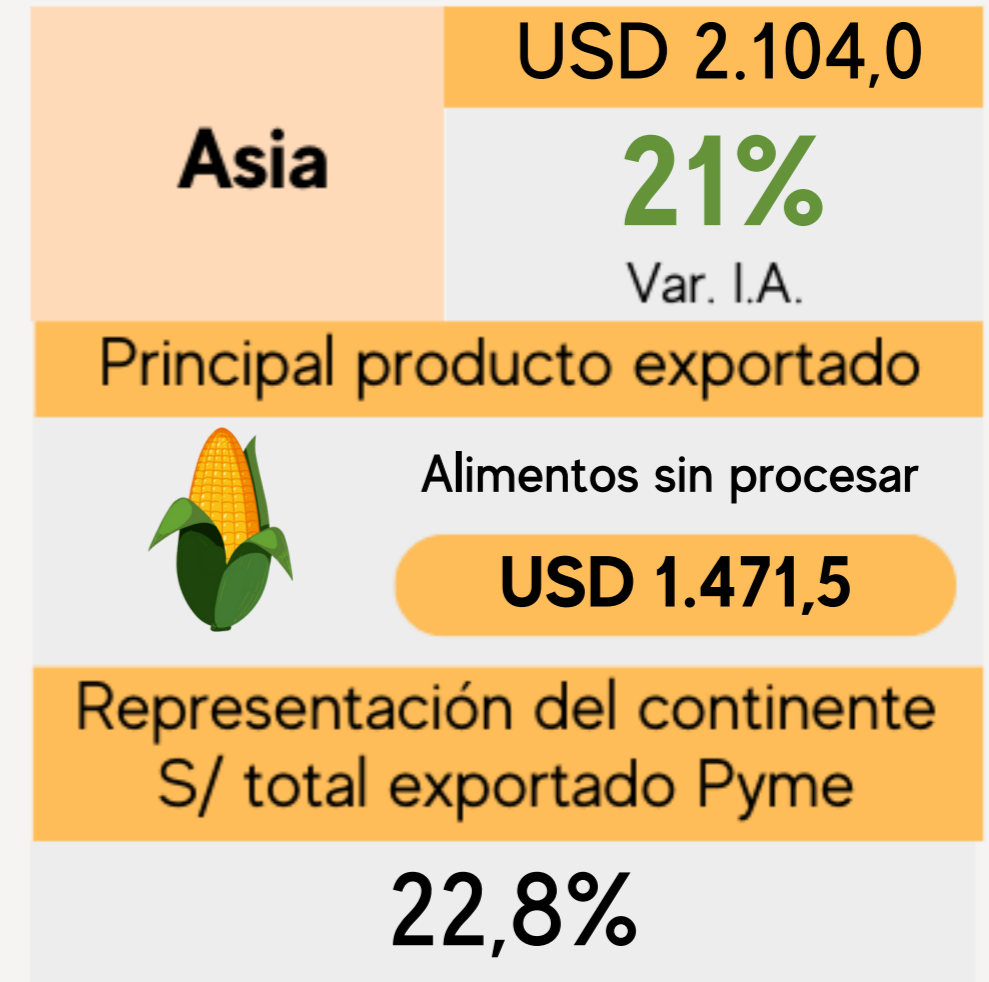 Asia
USD 2.104,0
21%
Var. I.A.
Principal producto exportado
Alimentos sin procesar
USD 1.471,5
Representación del continente
S/ total exportado Pyme
22,8%